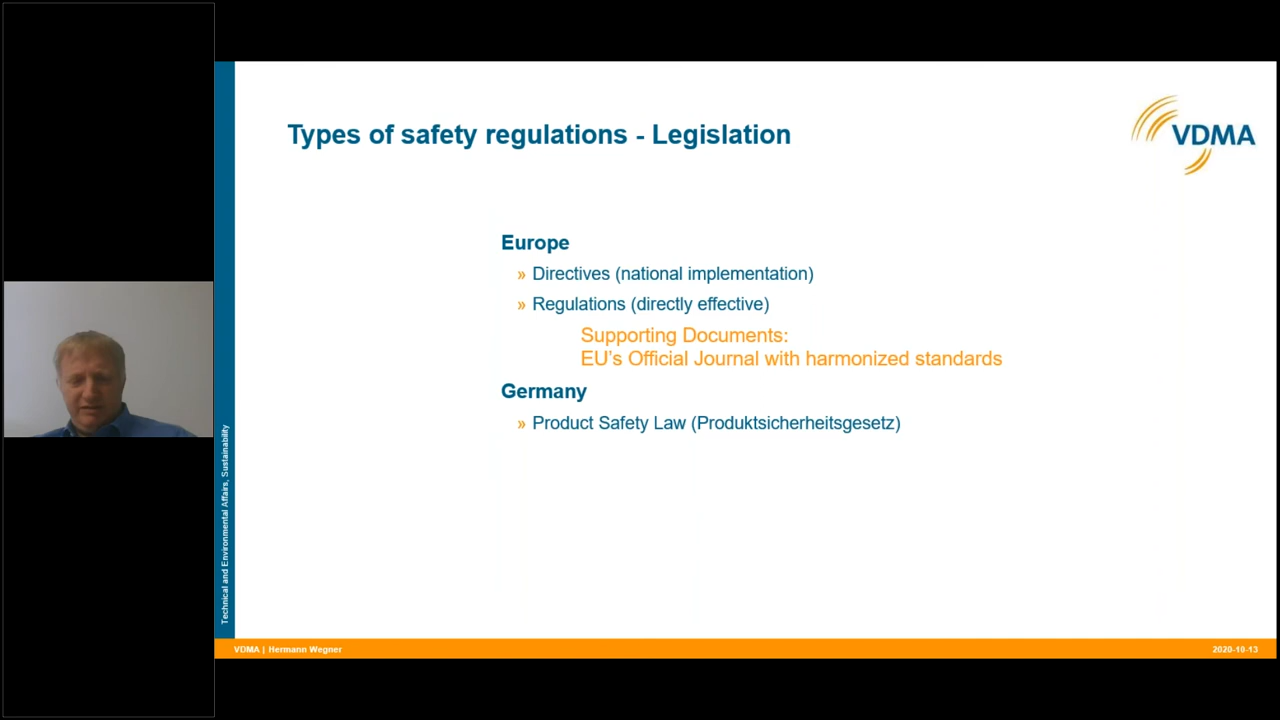 Types of safety regulations - Legislation
VDMA
Europe
» Directives (national implementation)
» Regulations (directly effective)
Supporting Documents:
EU's Official Journal with harmonized standards
Germany
» Product Safety Law (Produktsicherheitsgesetz)
Technical and Environmental Affairs, Sustainability
VDMA | Hermann Wegner
2020-10-13